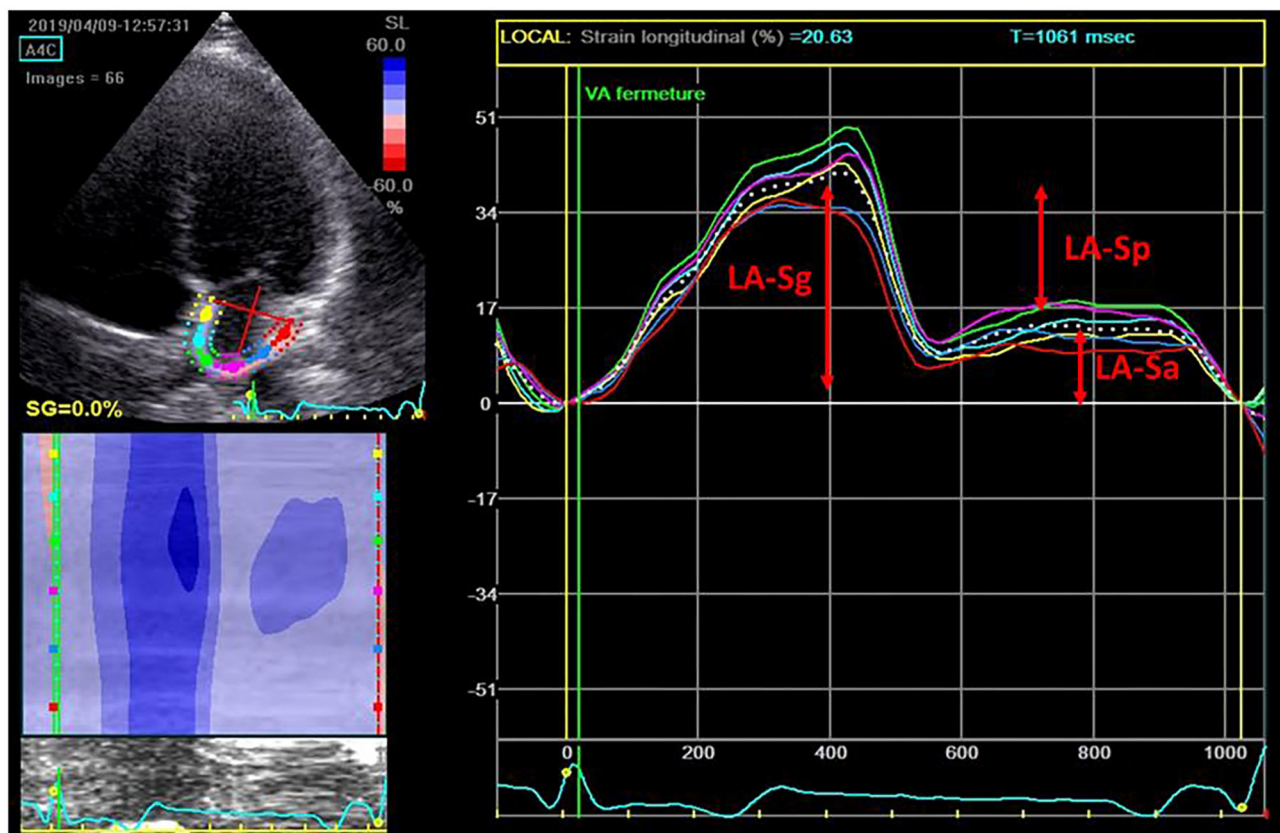 2019/04/09-12:57:31
A4C
Images = 66
SL
60.0
-60.0
%
SG=0.0%
LOCAL: Strain longitudinal (%) =20.63 T=1061 msec
VA fermeture
51
34
17
0
-17
-34
-51
LA-Sg
LA-Sp
LA-Sa
0 200 400 600 800 1000